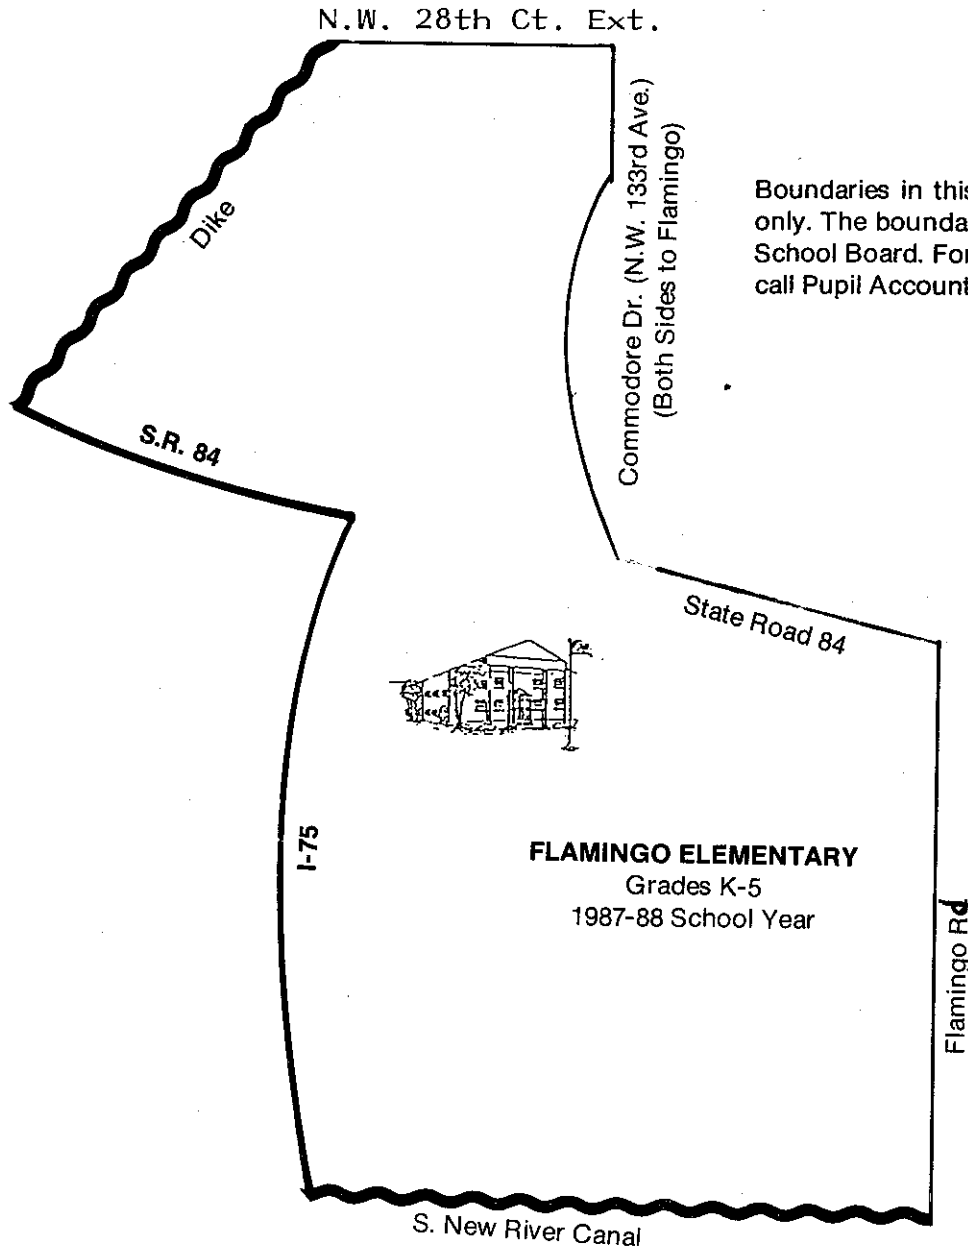 N.W. 28th Ct. Ext.
Commodore Dr. (N.W. 133rd Ave.)
(Both Sides to Flamingo)
Boundaries in this
only. The bounda
School Board. For
call Pupil Account
Dike
S.R. 84
State Road 84
I-75
FLAMINGO ELEMENTARY
Grades K-5
1987-88 School Year
Flamingo Rd
S. New River Canal